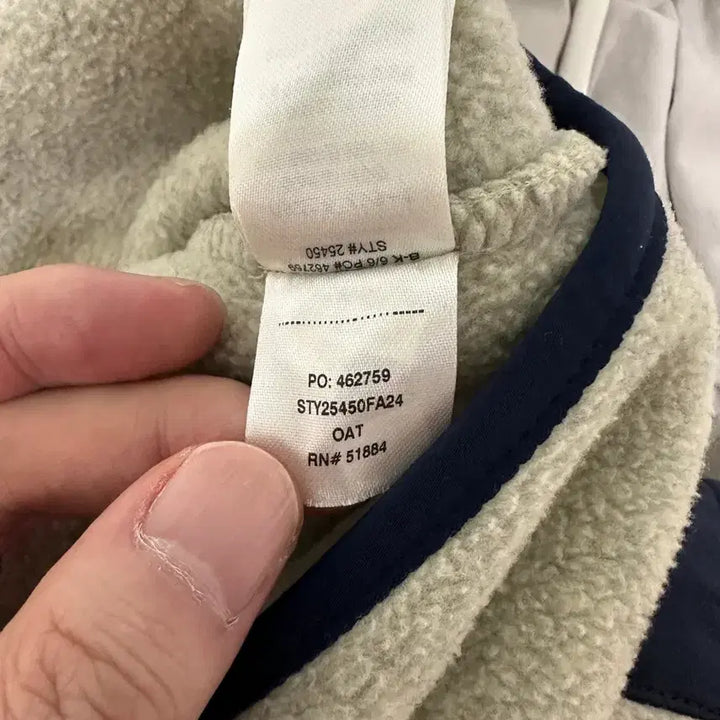 STY# 25450
B-K 6/6 PO# 462759
PO: 462759
STY25450FA24
OAT
RN# 51884